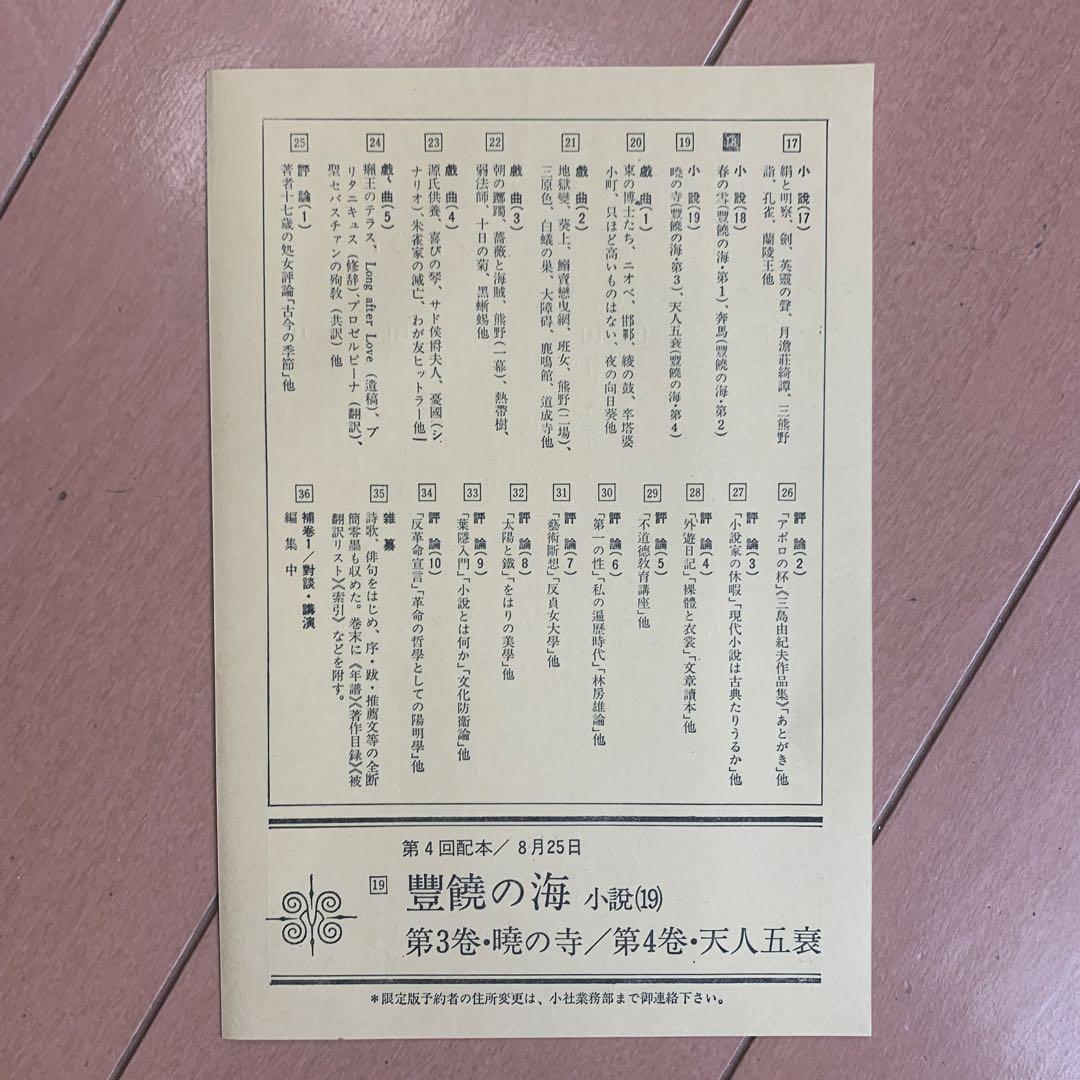 17 小 說(17)
絹と明察、劍、英靈の聲、月澹莊綺譚、三熊野
詣、孔雀、蘭陵王他
小 說(18)
春の雪(豐饒の海・第1)、奔馬(豐饒の海・第2)
19 小 說(19)
曉の寺(豐饒の海・第3)、天人五衰(豐饒の海・第4)
20 戲 曲(1)
東の博士たち、ニオベ、邯鄲、綾の鼓、卒塔婆
小町、只ほど高いものはない、夜の向日葵他
21 戲 曲(2)
地獄變、葵上、鰯賣戀曳網、班女、熊野(二場)、
三原色、白蟻の巢、大障碍、鹿鳴館、道成寺他
22 戲 曲(3)
朝の躑躅、薔薇と海賊、熊野(一幕)、熱帶樹、
弱法師、十日の菊、黑蜥蜴他
23 戲 曲(4)
源氏供養、喜びの琴、サド侯爵夫人、憂國(シ
ナリオ)、朱雀家の滅亡、わが友ヒットラー他
24 戲 曲(5)
癩王のテラス、Long after Love(遺稿)、ブ
リタニキュス(修辞)、プロゼルピーナ(翻訳)、
聖セバスチァンの殉敎(共訳)他
25 評 論(1)
著者十七歳の処女評論「古今の季節」他
26 評 論(2)
「アポロの杯」《三島由紀夫作品集》「あとがき」他
27 評 論(3)
「小說家の休暇」「現代小說は古典たりうるか」他
28 評 論(4)
「外遊日記」「裸體と衣裳」「文章讀本」他
29 評 論(5)
「不道德敎育講座」他
30 評 論(6)
「第一の性」「私の遍歷時代」「林房雄論」他
31 評 論(7)
「藝術斷想」「反貞女大學」他
32 評 論(8)
「太陽と鐵」「をはりの美學」他
33 評 論(9)
「葉隱入門」「小說とは何か」「文化防衞論」他
34 評 論(10)
「反革命宣言」「革命の哲學としての陽明學」他
35 雜 纂
詩歌、俳句をはじめ、序・跋・推薦文等の全断
簡零墨も収めた。巻末に《年譜》《著作目録》《被
翻訳リスト》《索引》などを附す。
36 補卷1/對談・講演
編 集 中
第4回配本/8月25日
19 豐饒の海 小說(19)
第3卷・曉の寺/第4卷・天人五衰
*限定版予約者の住所変更は、小社業務部まで御連絡下さい。